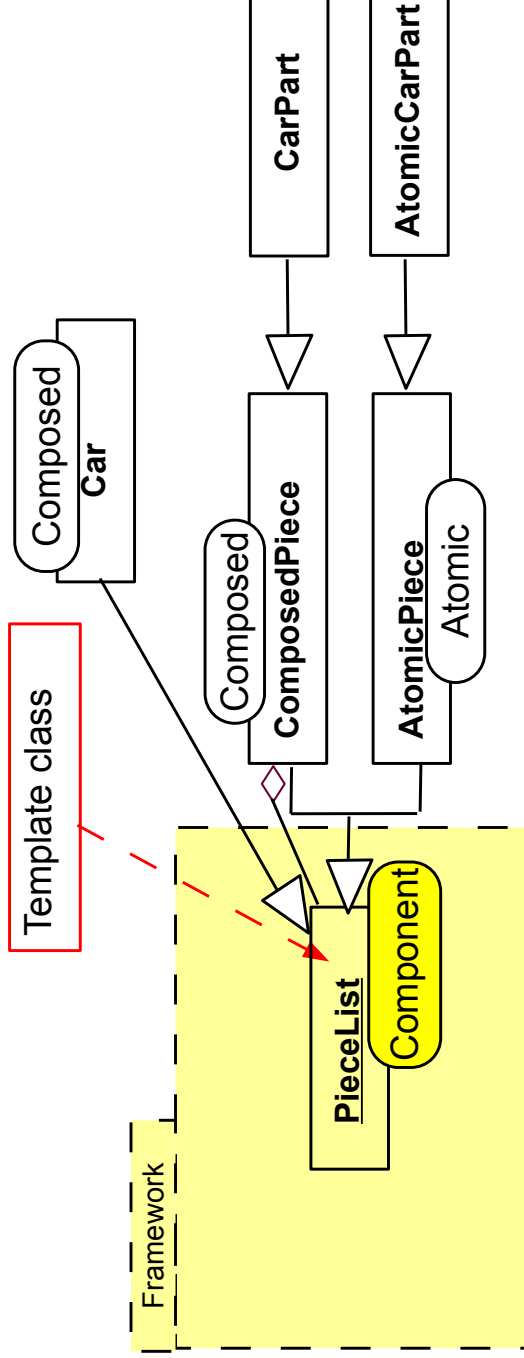 Template class
Composed
Car
Framework
Composed
ComposedPiece
CarPart
PieceList
Component
AtomicPiece
AtomicCarPart
Atomic